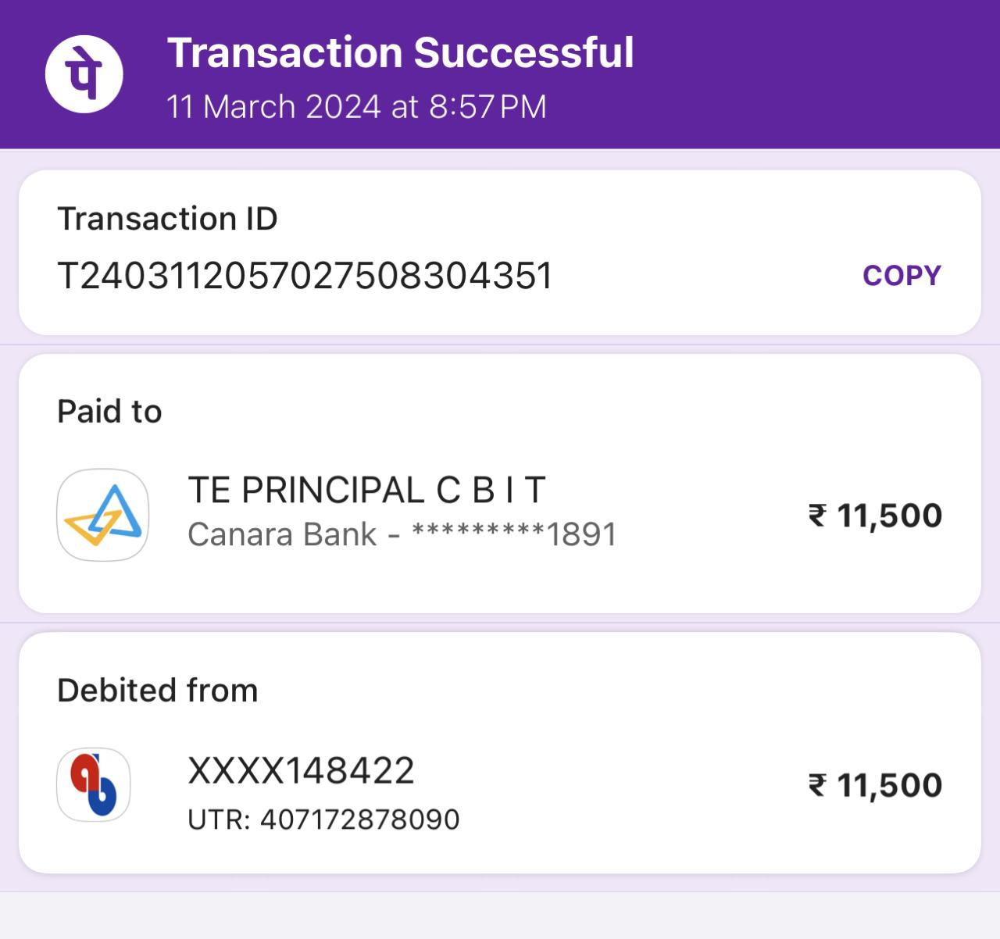 पे
Transaction Successful
11 March 2024 at 8:57 PM
Transaction ID
T2403112057027508304351
COPY
Paid to
TE PRINCIPAL C B I T
Canara Bank - *********1891
₹ 11,500
Debited from
XXXX148422
₹ 11,500
UTR: 407172878090